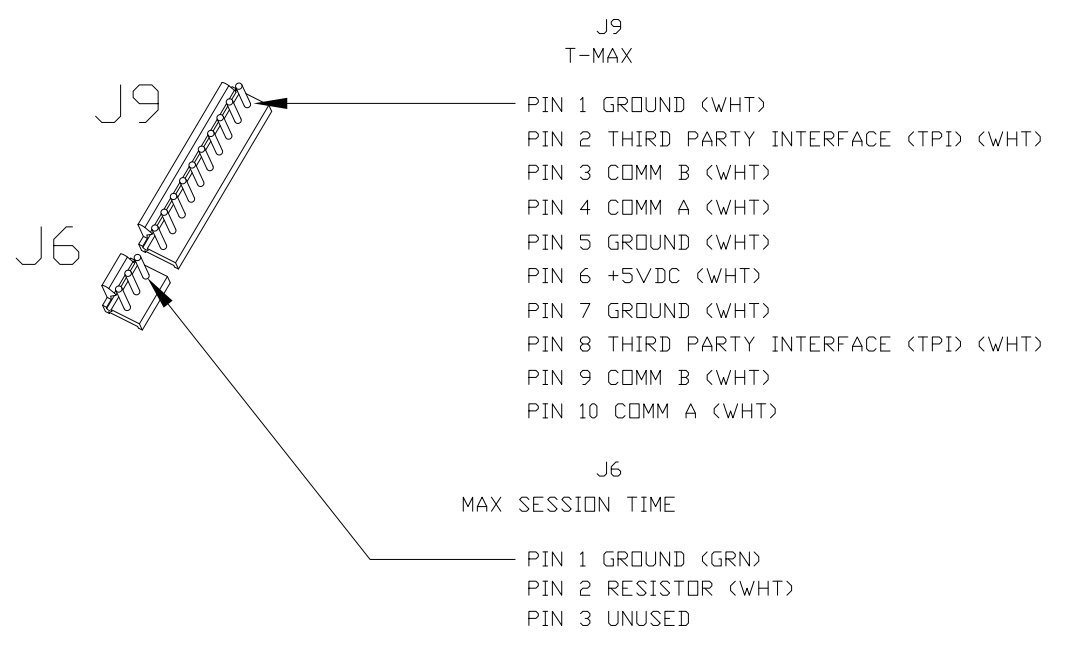 J9
T-MAX
J9
PIN 1 GROUND (WHT)
PIN 2 THIRD PARTY INTERFACE (TPI) (WHT)
PIN 3 COMM B (WHT)
PIN 4 COMM A (WHT)
J6
PIN 5 GROUND (WHT)
PIN 6 +5VDC (WHT)
PIN 7 GROUND (WHT)
PIN 8 THIRD PARTY INTERFACE (TPI) (WHT)
PIN 9 COMM B (WHT)
PIN 10 COMM A (WHT)
J6
MAX SESSION TIME
PIN 1 GROUND (GRN)
PIN 2 RESISTOR (WHT)
PIN 3 UNUSED